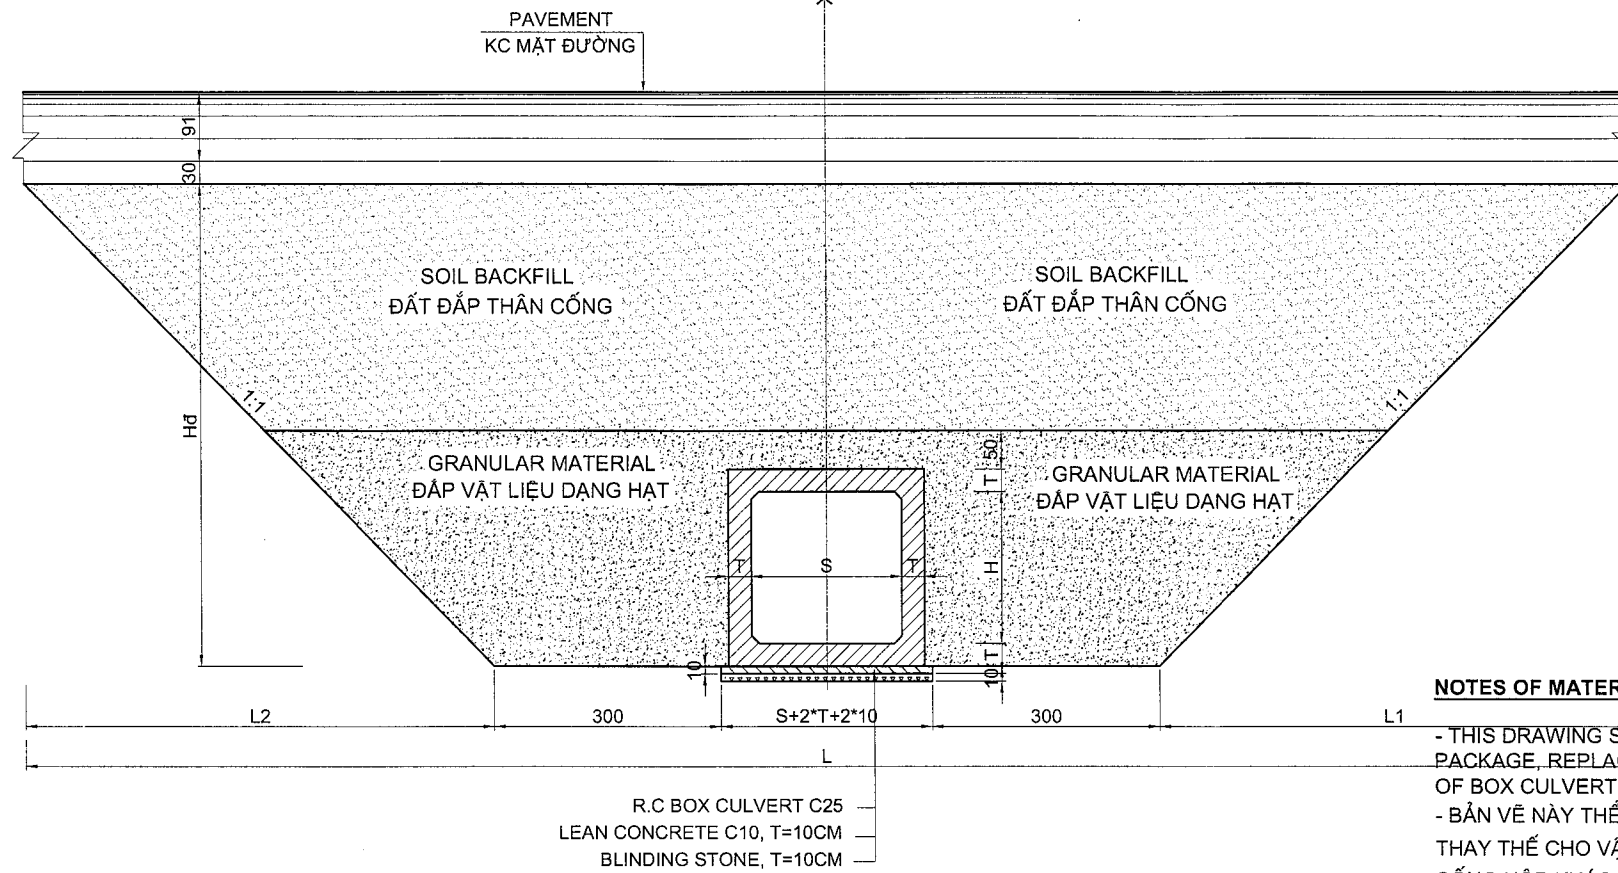 PAVEMENT
KC MẶT ĐƯỜNG
91
30
SOIL BACKFILL
ĐẤT ĐẮP THÂN CỐNG
SOIL BACKFILL
ĐẤT ĐẮP THÂN CỐNG
1:1
1:1
Hđ
GRANULAR MATERIAL
ĐẮP VẬT LIỆU DẠNG HẠT
50
T
GRANULAR MATERIAL
ĐẮP VẬT LIỆU DẠNG HẠT
T
S
T
H
T
10
10
L2
300
S+2*T+2*10
300
L1
L
R.C BOX CULVERT C25
LEAN CONCRETE C10, T=10CM
BLINDING STONE, T=10CM
NOTES OF MATER
- THIS DRAWING S
PACKAGE, REPLA
OF BOX CULVERT
- BẢN VẼ NÀY THỂ
THAY THẾ CHO VẬ